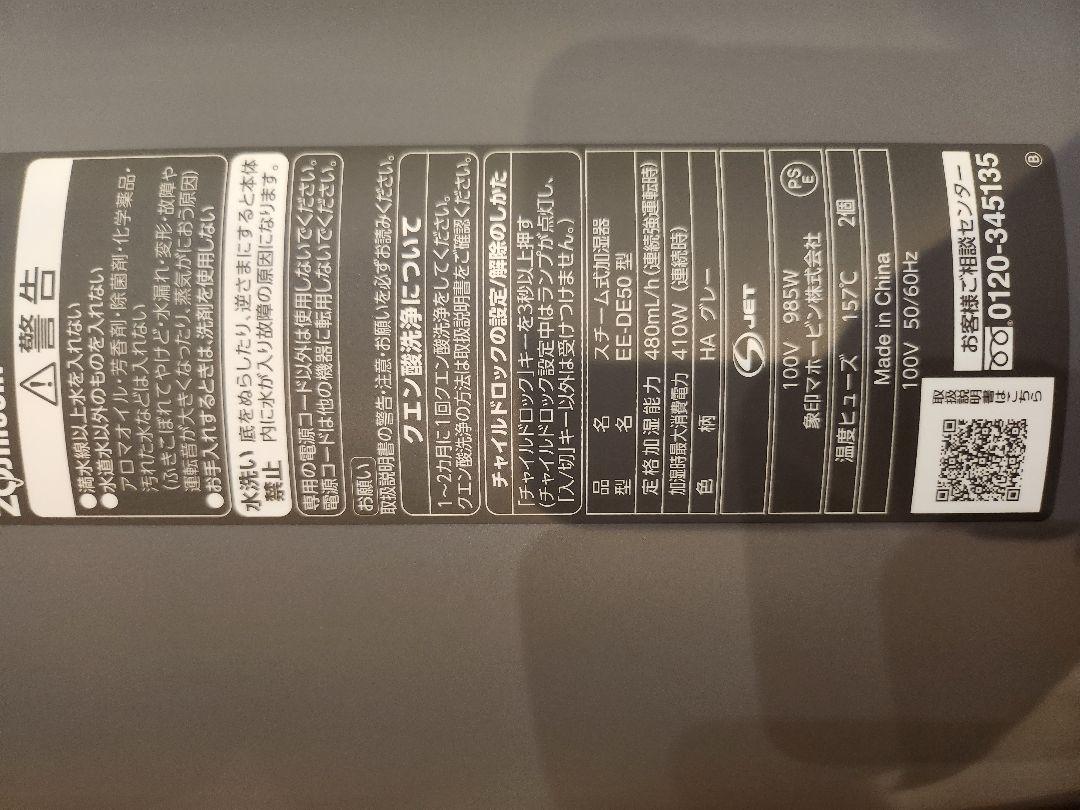 警告
●満水線以上水を入れない
●水道水以外のものを入れない
アロマオイル・芳香剤・除菌剤・化学薬品・
汚れた水などは入れない
(ふきこぼれてやけど・水漏れ・変形・故障や
運転音が大きくなったり、蒸気がにおう原因)
●お手入れするときは、洗剤を使用しない
水洗い禁止
底をぬらしたり、逆さまにすると本体
内に水が入り故障の原因になります。
専用の電源コード以外は使用しないでください。
電源コードは他の機器に転用しないでください。
お願い
取扱説明書の警告・注意・お願いを必ずお読みください。
クエン酸洗浄について
1〜2カ月に1回クエン酸洗浄をしてください。
クエン酸洗浄の方法は取扱説明書をご確認ください。
チャイルドロックの設定/解除のしかた
「チャイルドロック」キーを3秒以上押す
(チャイルドロック設定中はランプが点灯し、
「入/切」キー以外は受けつけません。)
品名 スチーム式加湿器
型名 EE-DE50 型
定格加湿能力 480mL/h(連続強運転時)
加湿時最大消費電力 410W (連続時)
色柄 HA グレー
S JET
100V 985W
PSE
象印マホービン株式会社
温度ヒューズ 157℃ 2個
Made in China
100V 50/60Hz
取扱説明書はこちら
お客様ご相談センター
0120-345135
B